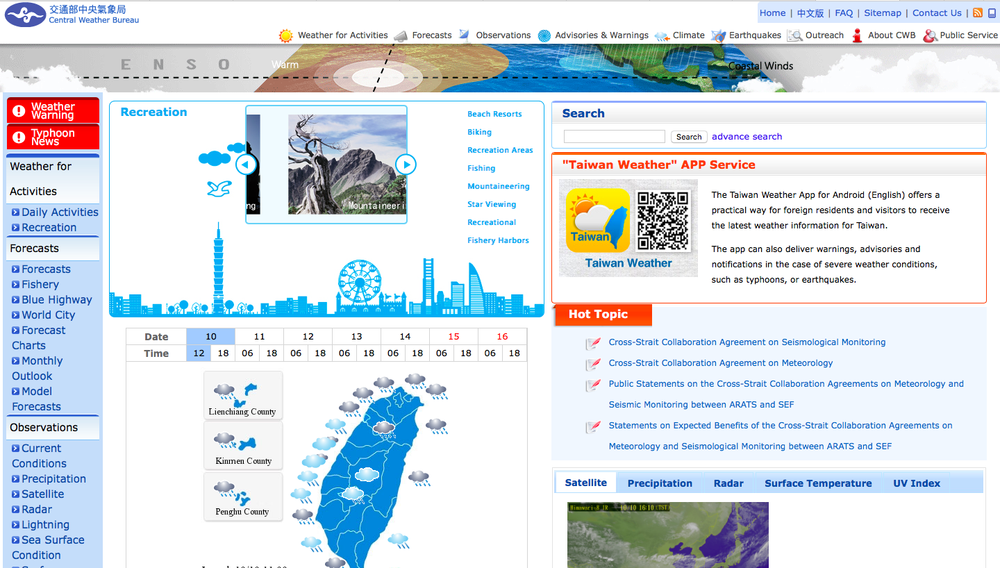 交通部中央氣象局
Central Weather Bureau
Home | 中文版 | FAQ | Sitemap | Contact Us |
Weather for Activities Forecasts Observations Advisories & Warnings Climate Earthquakes Outreach About CWB Public Service
ENSO Warm Coastal Winds
Weather
Warning
Typhoon
News
Weather for
Activities
Daily Activities
Recreation
Forecasts
Forecasts
Fishery
Blue Highway
World City
Forecast
Charts
Monthly
Outlook
Model
Forecasts
Observations
Current
Conditions
Precipitation
Satellite
Radar
Lightning
Sea Surface
Condition
Recreation
ng Mountaineeri
Beach Resorts
Biking
Recreation Areas
Fishing
Mountaineering
Star Viewing
Recreational
Fishery Harbors
Date 10 11 12 13 14 15 16
Time 12 18 06 18 06 18 06 18 06 18 06 18 06 18
Lienchiang County
Kinmen County
Penghu County
Search
Search advance search
"Taiwan Weather" APP Service
Taiwan
Taiwan Weather
The Taiwan Weather App for Android (English) offers a
practical way for foreign residents and visitors to receive
the latest weather information for Taiwan.
The app can also deliver warnings, advisories and
notifications in the case of severe weather conditions,
such as typhoons, or earthquakes.
Hot Topic
Cross-Strait Collaboration Agreement on Seismological Monitoring
Cross-Strait Collaboration Agreement on Meteorology
Public Statements on the Cross-Strait Collaboration Agreements on Meteorology and
Seismic Monitoring between ARATS and SEF
Statements on Expected Benefits of the Cross-Strait Collaboration Agreements on
Meteorology and Seismological Monitoring between ARATS and SEF
Satellite Precipitation Radar Surface Temperature UV Index
Himawari-8 IR 10-10 16:10 (TST)